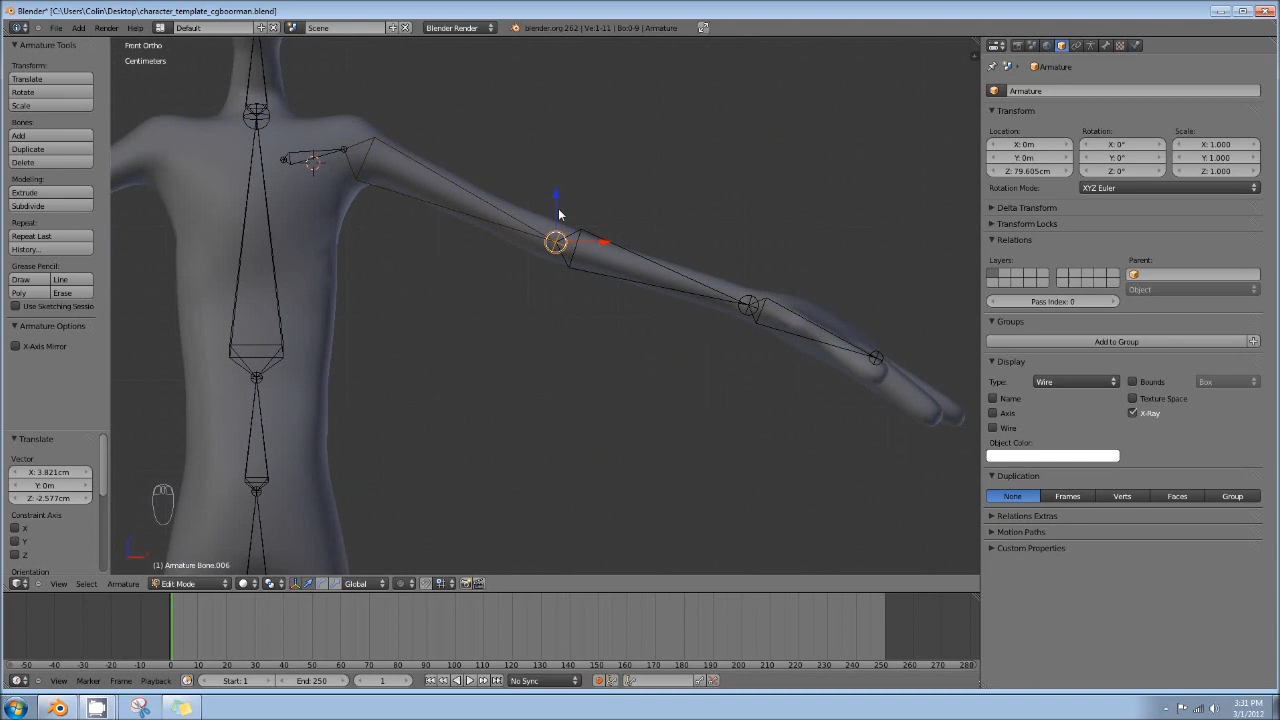 Blender* [C:\Users\Colin\Desktop\character_template_cgboorman.blend]
File Add Render Help Default Scene Blender Render blender.org 262 | Ve:1-11 | Bo:0-9 | Armature
Armature Tools
Transform:
Translate
Rotate
Scale
Bones:
Add
Duplicate
Delete
Modeling:
Extrude
Subdivide
Repeat:
Repeat Last
History...
Grease Pencil:
Draw Line
Poly Erase
Use Sketching Sessio
Armature Options
X-Axis Mirror
Translate
Vector
X: 3.821cm
Y: 0m
Z: -2.577cm
Constraint Axis
X
Y
Z
Orientation
Front Ortho
Centimeters
(1) Armature Bone.006
View Select Armature Edit Mode Global
Armature
Armature
Transform
Location: Rotation: Scale:
X: 0m X: 0° X: 1.000
Y: 0m Y: 0° Y: 1.000
Z: 79.605cm Z: 0° Z: 1.000
Rotation Mode: XYZ Euler
Delta Transform
Transform Locks
Relations
Layers: Parent:
Object
Pass Index: 0
Groups
Add to Group
Display
Type: Wire Bounds Box
Name Texture Space
Axis X-Ray
Wire
Object Color:
Duplication
None Frames Verts Faces Group
Relations Extras
Motion Paths
Custom Properties
-50 -40 -30 -20 -10 0 10 20 30 40 50 60 70 80 90 100 110 120 130 140 150 160 170 180 190 200 210 220 230 240 250 260 270 280
View Marker Frame Playback Start: 1 End: 250 1 No Sync
3:31 PM
3/1/2012